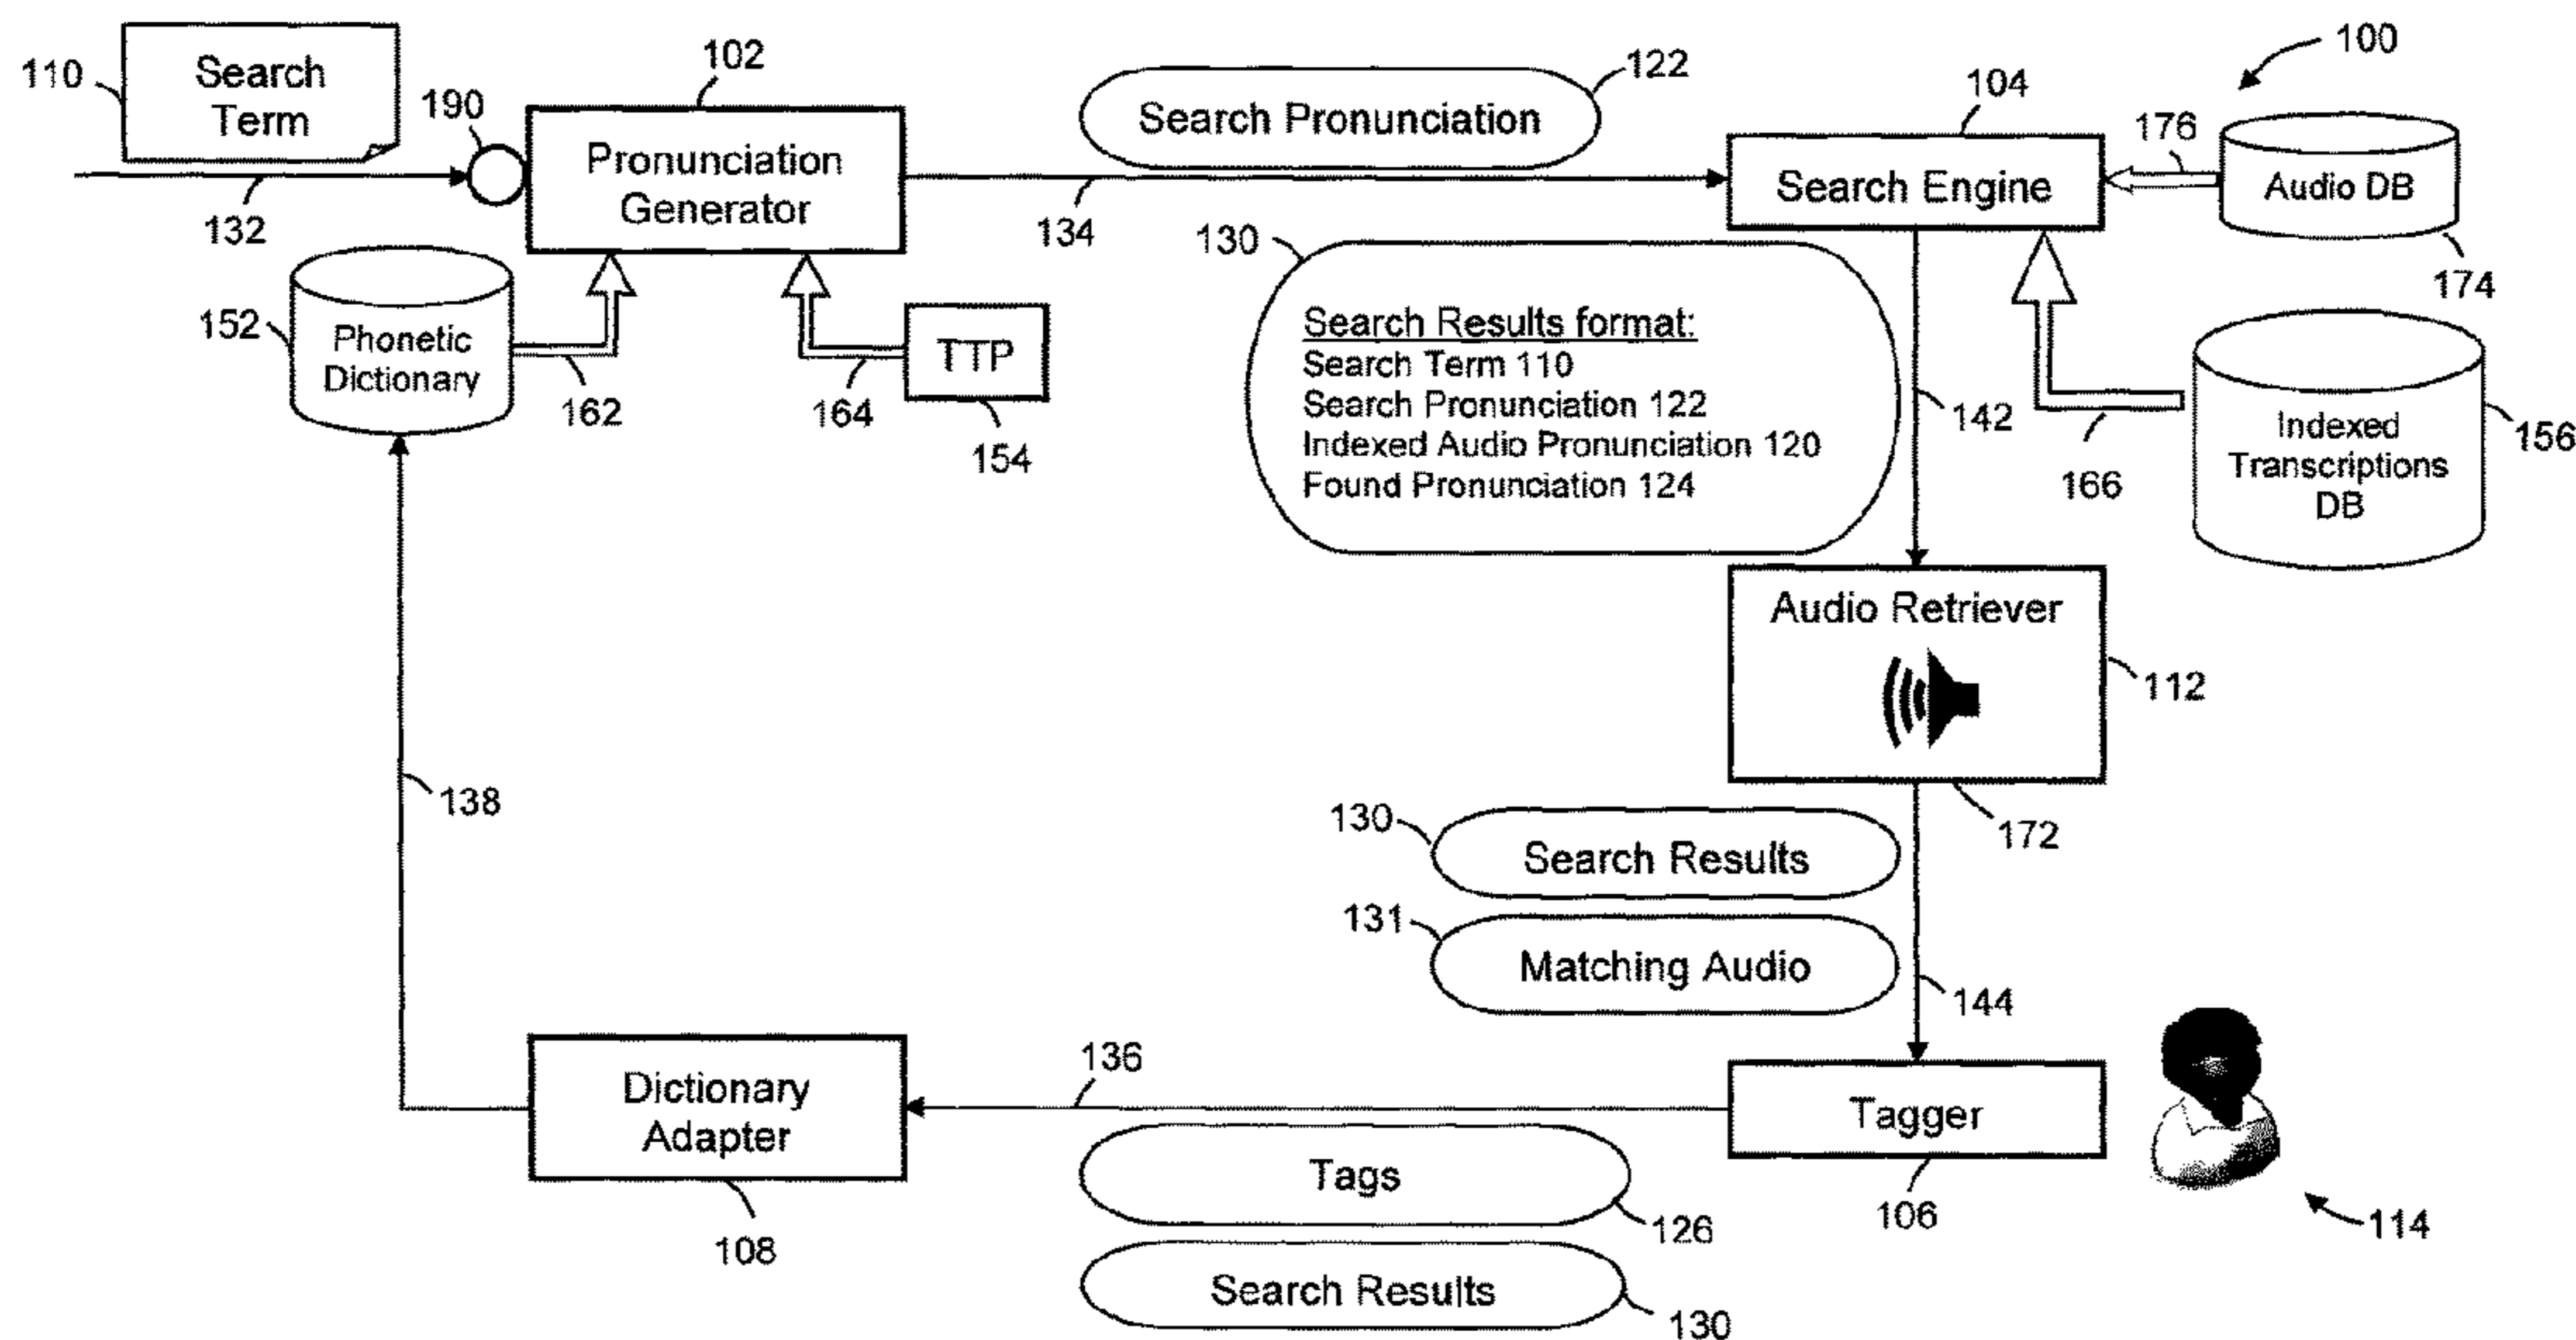 100
110
Search
Term
190
102
122
Search Pronunciation
104
176
Audio DB
132
Pronunciation
Generator
134
Search Engine
174
152
Phonetic
Dictionary
162
164
TTP
154
130
Search Results format:
Search Term 110
Search Pronunciation 122
Indexed Audio Pronunciation 120
Found Pronunciation 124
142
166
Indexed
Transcriptions
DB
156
Audio Retriever
112
138
130
Search Results
172
131
Matching Audio
144
Dictionary
Adapter
108
136
Tagger
106
114
Tags
126
Search Results
130